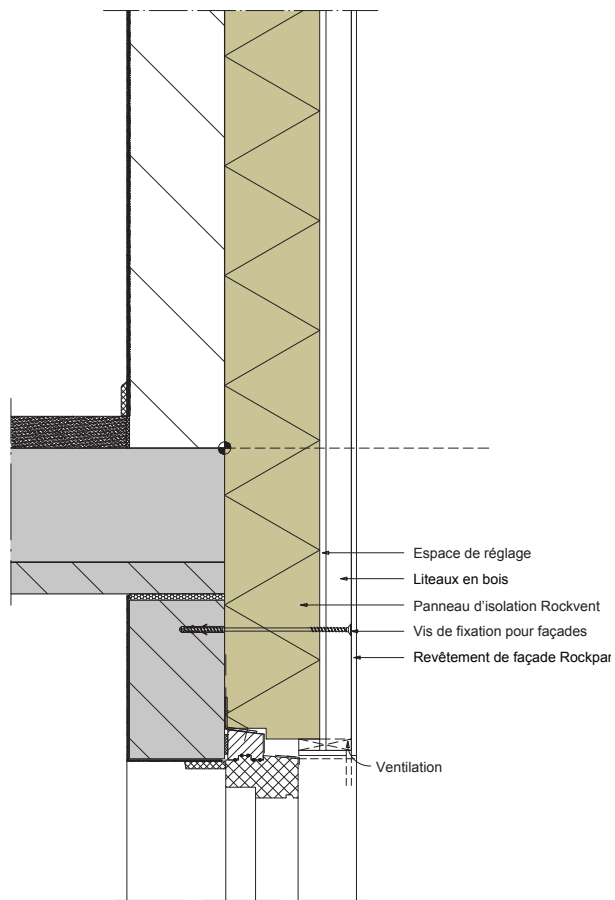 Espace de réglage
Liteaux en bois
Panneau d'isolation Rockvent
Vis de fixation pour façades
Revêtement de façade Rockpan
Ventilation